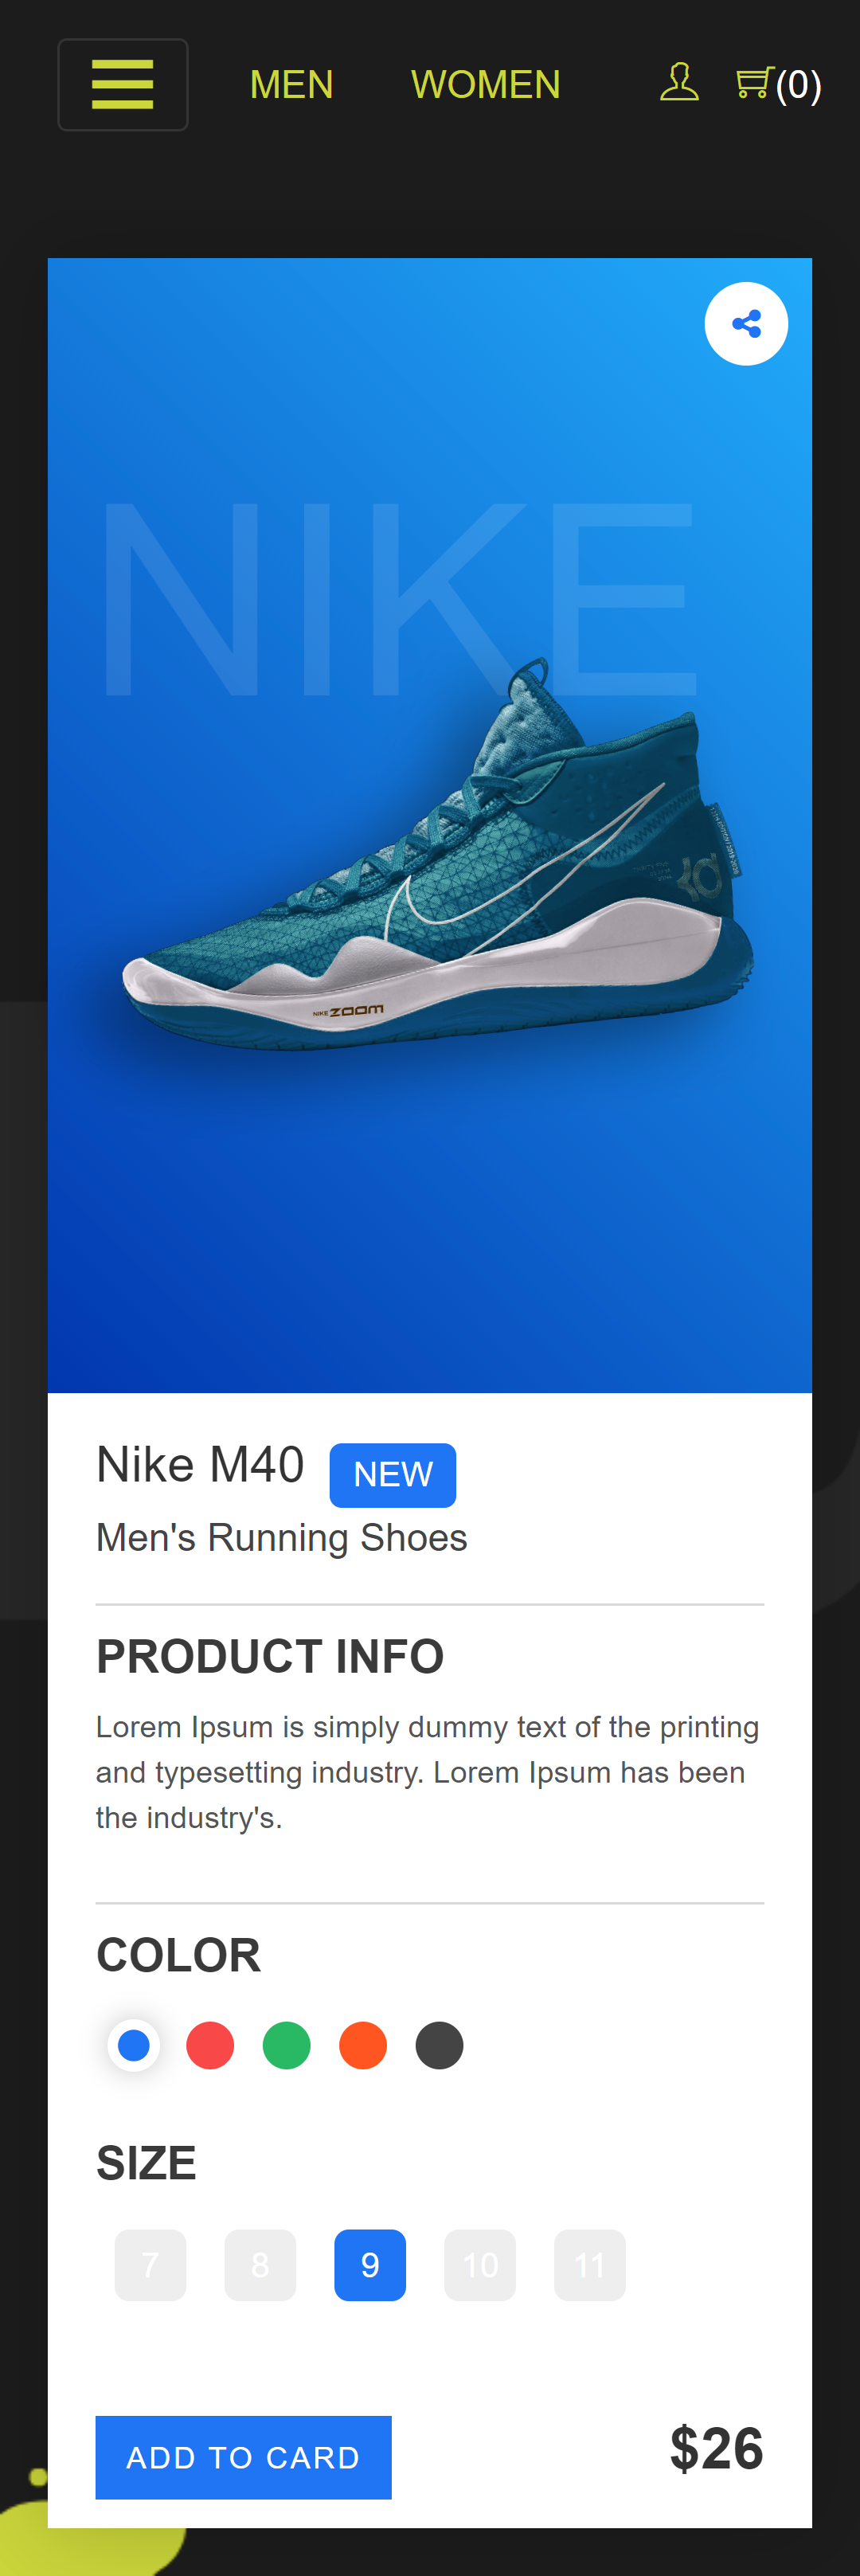 MEN WOMEN (0)
NIKE
kd
NIKE ZOOM
Nike M40 NEW
Men's Running Shoes
PRODUCT INFO
Lorem Ipsum is simply dummy text of the printing
and typesetting industry. Lorem Ipsum has been
the industry's.
COLOR
SIZE
7 8 9 10 11
ADD TO CARD $26